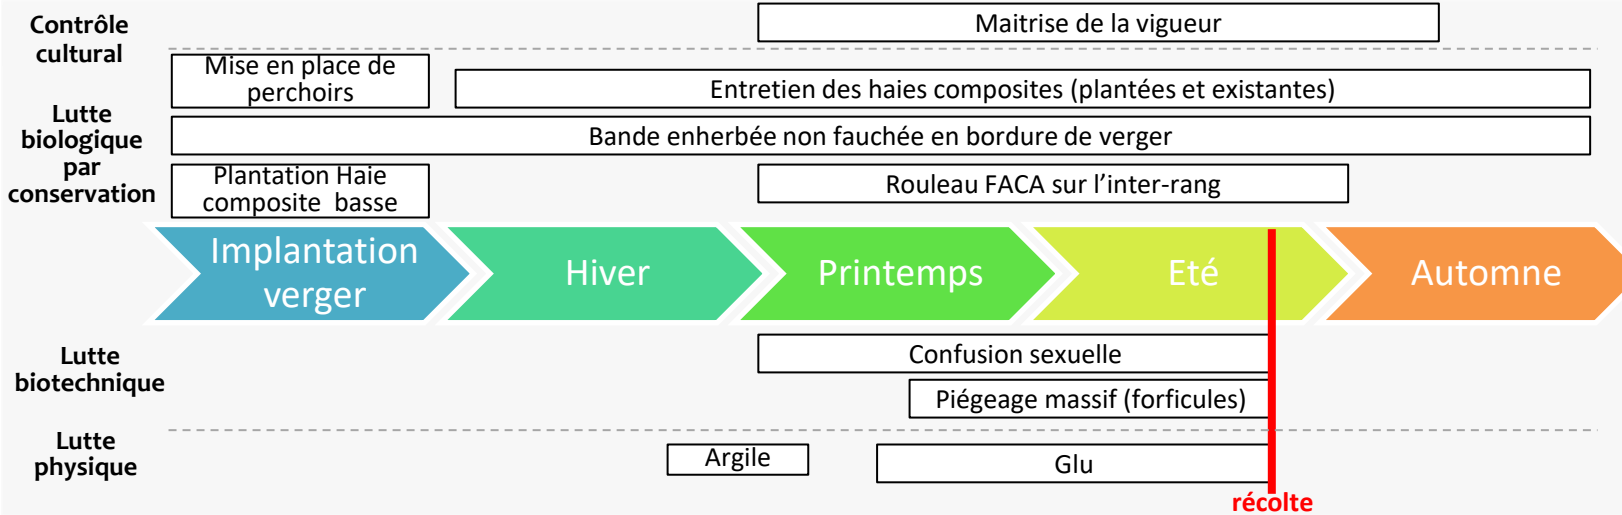 Contrôle
cultural
Maitrise de la vigueur
Mise en place de
perchoirs
Entretien des haies composites (plantées et existantes)
Lutte
biologique
par
conservation
Bande enherbée non fauchée en bordure de verger
Plantation Haie
composite basse
Rouleau FACA sur l’inter-rang
Implantation
verger
Hiver
Printemps
Eté
Automne
Lutte
biotechnique
Confusion sexuelle
Piégeage massif (forficules)
Lutte
physique
Argile
Glu
récolte